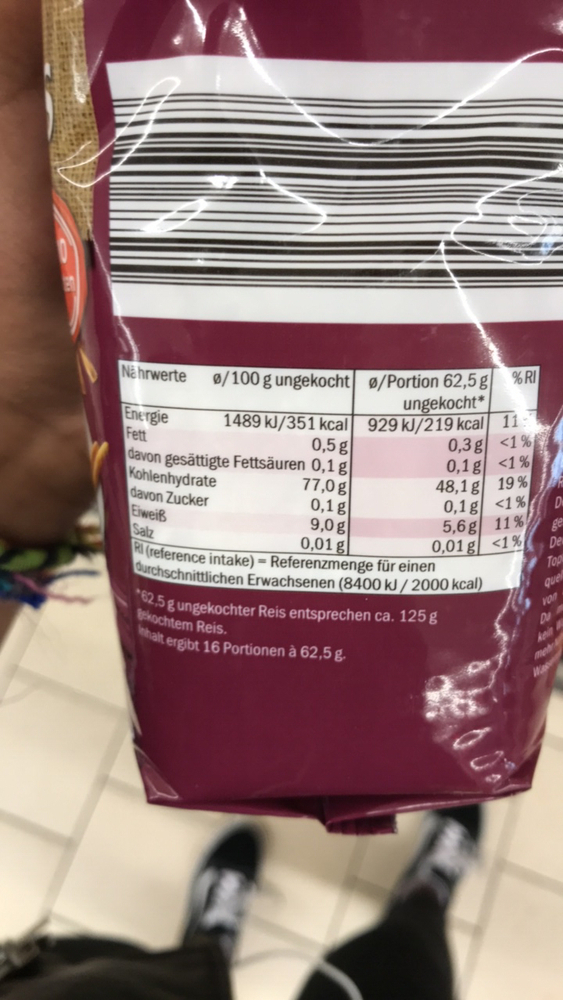 Nährwerte ø/100 g ungekocht ø/Portion 62,5 g ungekocht* % RI
Energie 1489 kJ/351 kcal 929 kJ/219 kcal 11
Fett 0,5 g 0,3 g <1 %
davon gesättigte Fettsäuren 0,1 g 0,1 g <1 %
Kohlenhydrate 77,0 g 48,1 g 19 %
davon Zucker 0,1 g 0,1 g <1 %
Eiweiß 9,0 g 5,6 g 11 %
Salz 0,01 g 0,01 g <1 %
RI (reference intake) = Referenzmenge für einen
durchschnittlichen Erwachsenen (8400 kJ / 2000 kcal)
*62,5 g ungekochter Reis entsprechen ca. 125 g
gekochtem Reis.
Inhalt ergibt 16 Portionen à 62,5 g.